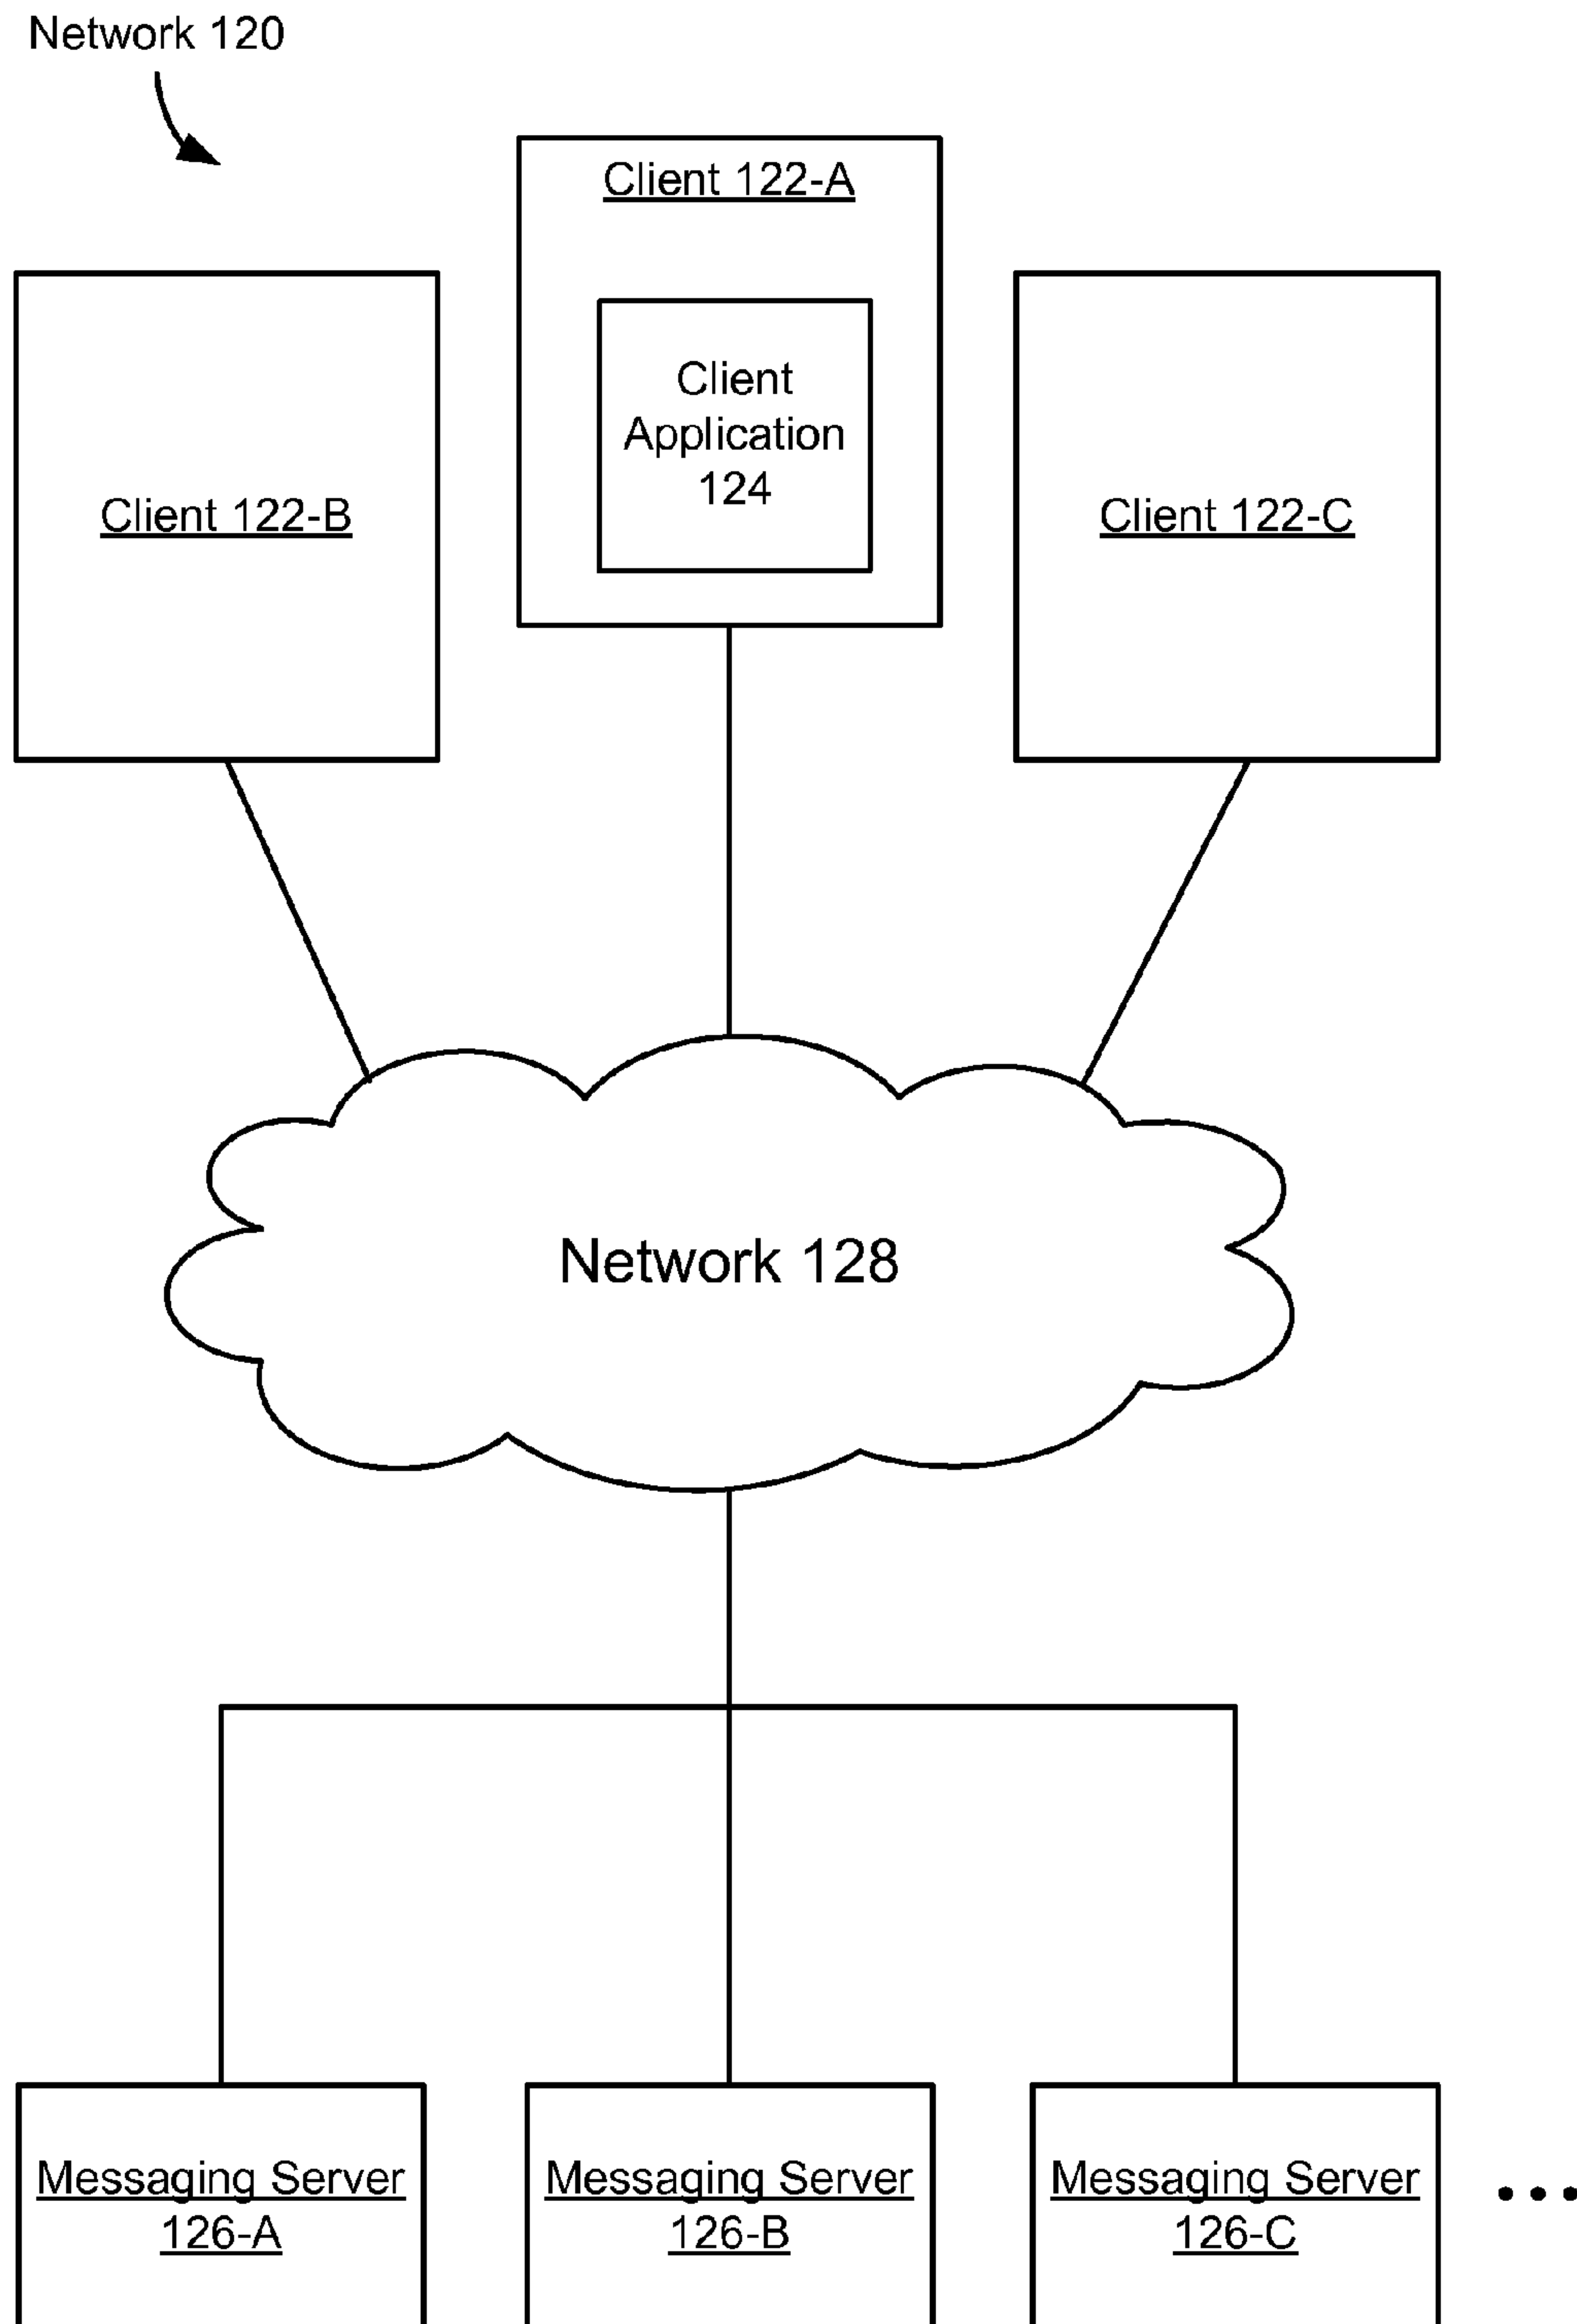 Network 120
Client 122-A
Client
Application
124
Client 122-B
Client 122-C
Network 128
Messaging Server
126-A
Messaging Server
126-B
Messaging Server
126-C